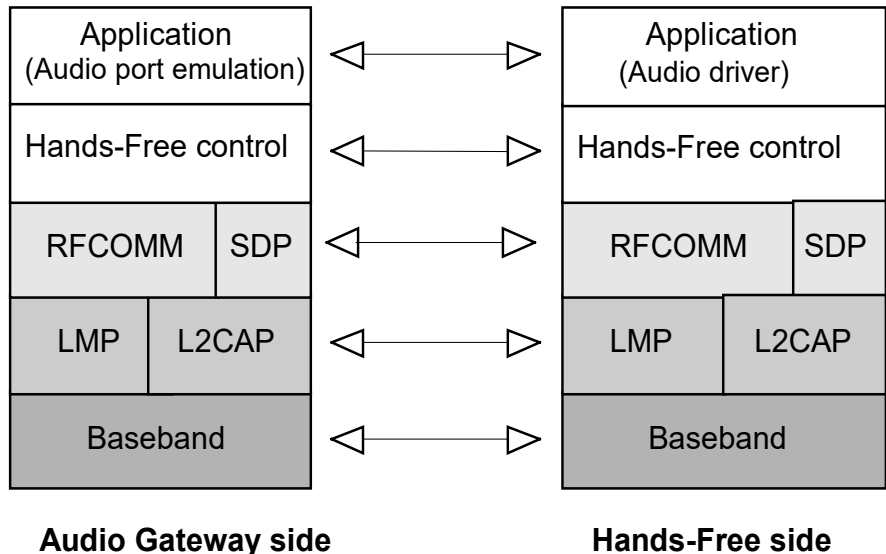 Application
(Audio port emulation)
Hands-Free control
RFCOMM SDP
LMP L2CAP
Baseband
Audio Gateway side
Application
(Audio driver)
Hands-Free control
RFCOMM SDP
LMP L2CAP
Baseband
Hands-Free side